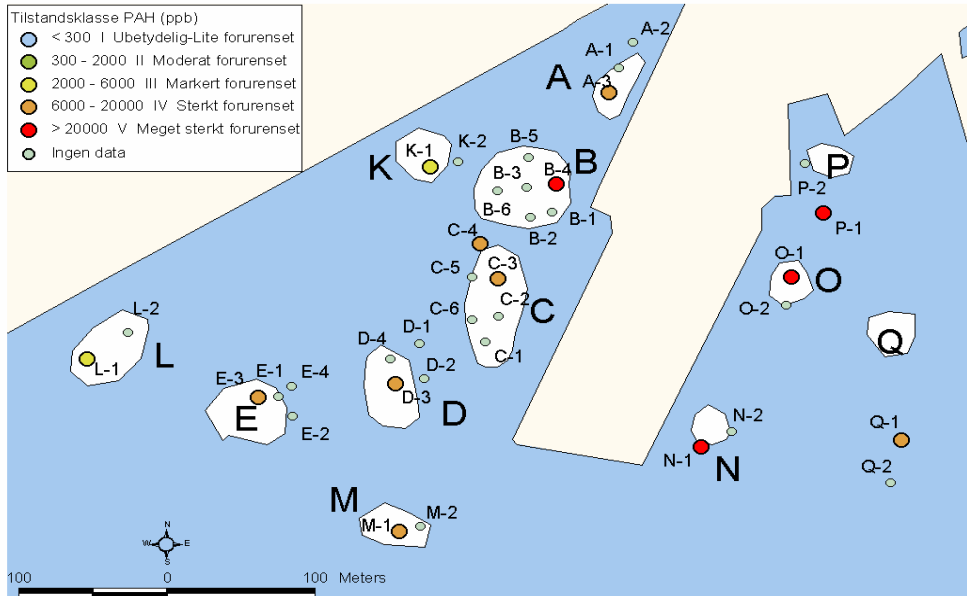 Tilstandsklasse PAH (ppb)
< 300 I Ubetydelig-Lite forurenset
300 - 2000 II Moderat forurenset
2000 - 6000 III Markert forurenset
6000 - 20000 IV Sterkt forurenset
> 20000 V Meget sterkt forurenset
Ingen data
A-2
A-1
A
A-3
B-5
K-2
K-1
K
B-3
B-4
B
P
P-2
B-6
B-1
B-2
P-1
C-4
O-1
C-3
C-5
O
C-2
O-2
C-6
C
L-2
D-1
D-4
C-1
L
L-1
D-2
Q
E-1
E-3
E-4
D-3
D
E
E-2
N-2
Q-1
N-1
N
Q-2
M
M-2
M-1
N
W
E
S
100 0 100 Meters